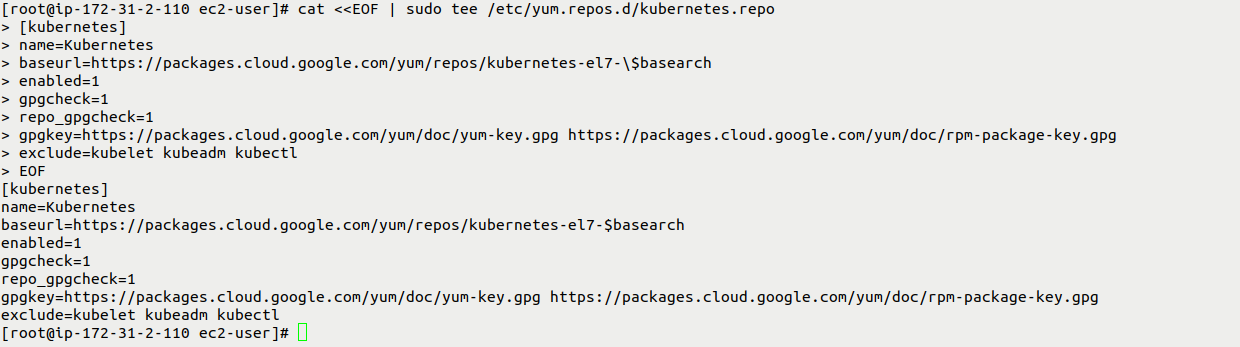 [root@ip-172-31-2-110 ec2-user]# cat <<EOF | sudo tee /etc/yum.repos.d/kubernetes.repo
> [kubernetes]
> name=Kubernetes
> baseurl=https://packages.cloud.google.com/yum/repos/kubernetes-el7-\$basearch
> enabled=1
> gpgcheck=1
> repo_gpgcheck=1
> gpgkey=https://packages.cloud.google.com/yum/doc/yum-key.gpg https://packages.cloud.google.com/yum/doc/rpm-package-key.gpg
> exclude=kubelet kubeadm kubectl
> EOF
[kubernetes]
name=Kubernetes
baseurl=https://packages.cloud.google.com/yum/repos/kubernetes-el7-$basearch
enabled=1
gpgcheck=1
repo_gpgcheck=1
gpgkey=https://packages.cloud.google.com/yum/doc/yum-key.gpg https://packages.cloud.google.com/yum/doc/rpm-package-key.gpg
exclude=kubelet kubeadm kubectl
[root@ip-172-31-2-110 ec2-user]#